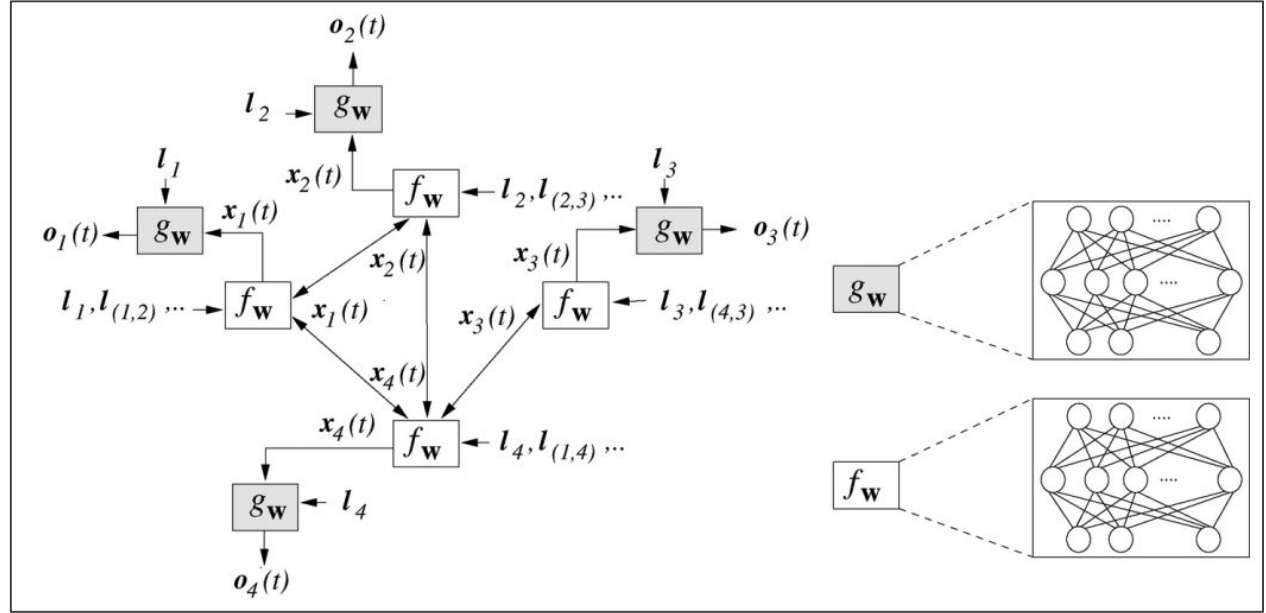 o2(t)
l2
gw
l1
x2(t)
fw
l2, l(2,3) ,..
l3
o1(t)
gw
x1(t)
gw
o3(t)
x2(t)
x3(t)
l1, l(1,2) ,..
fw
x1(t)
x3(t)
fw
l3, l(4,3) ,..
gw
....
....
x4(t)
x4(t)
fw
l4, l(1,4) ,..
gw
l4
o4(t)
fw
....
....